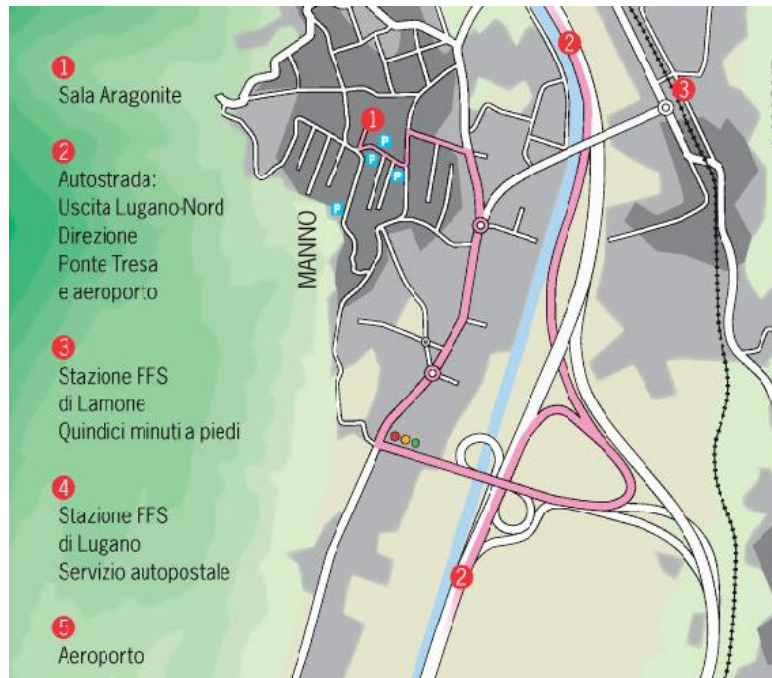 1
Sala Aragonite
2
Autostrada:
Uscita Lugano-Nord
Direzione
Ponte Tresa
e aeroporto
3
Stazione FFS
di Lamone
Quindici minuti a piedi
4
Stazione FFS
di Lugano
Servizio autopostale
5
Aeroporto
MANNO
1
P
P
P
P
2
3
2